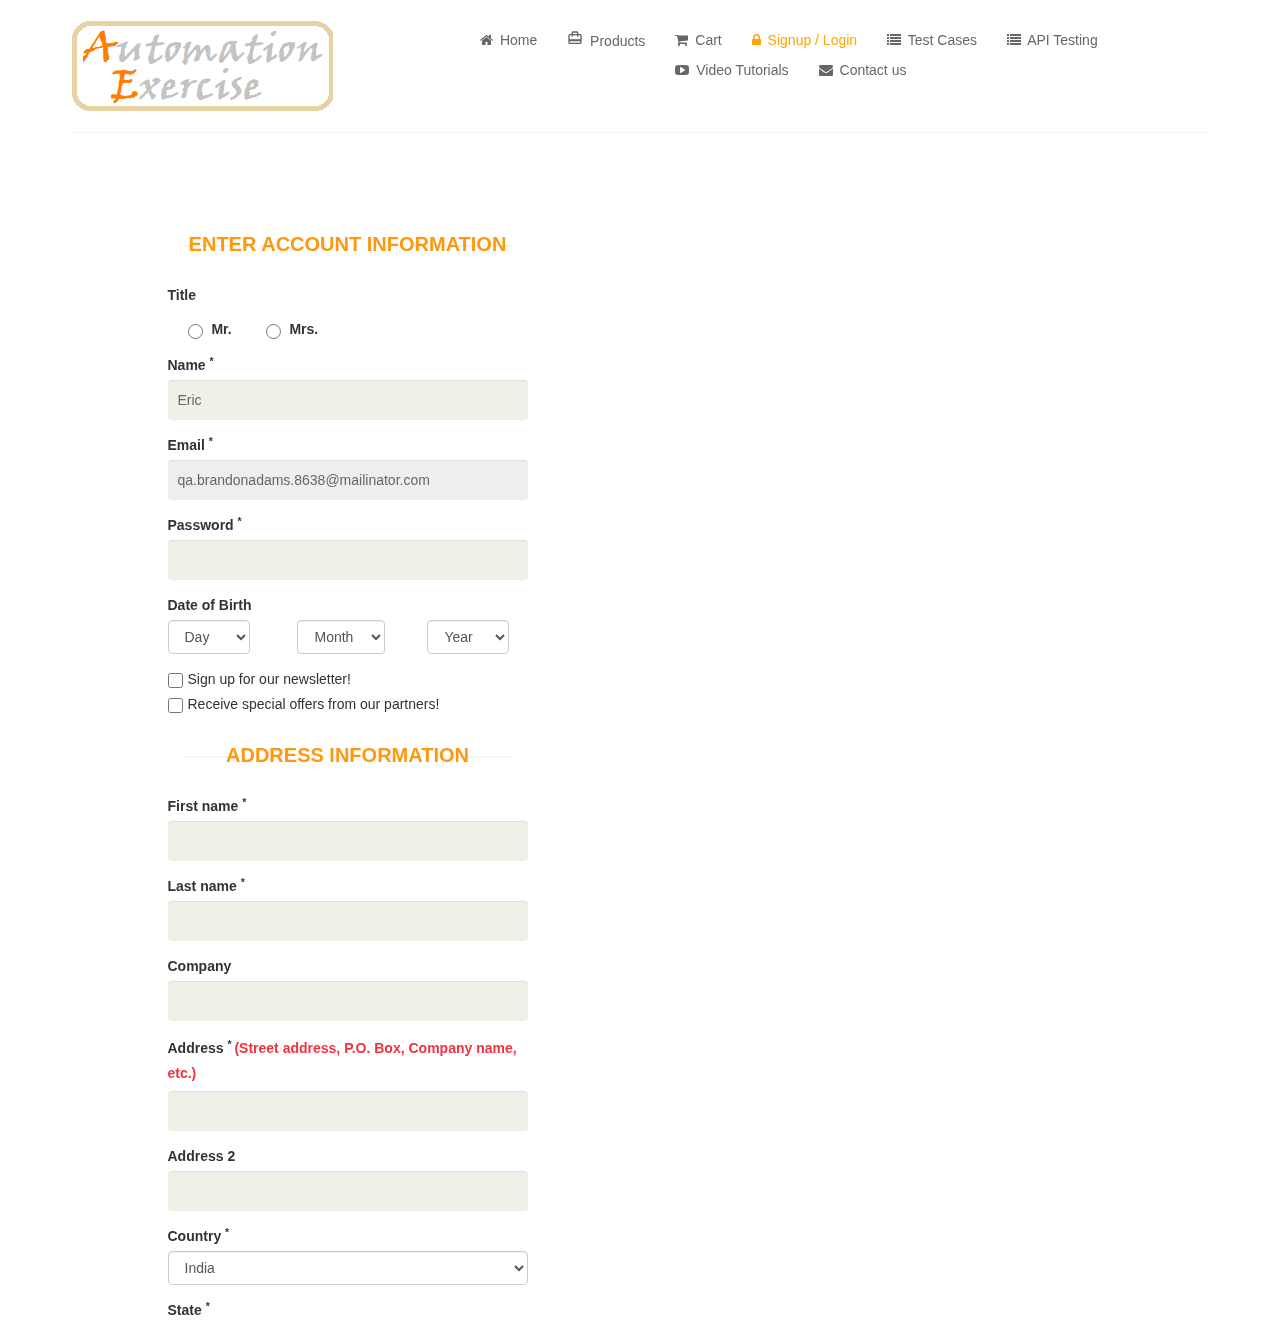 Automation
Exercise
Home
Products
Cart
Signup / Login
Test Cases
API Testing
Video Tutorials
Contact us
ENTER ACCOUNT INFORMATION
Title
Mr.
Mrs.
Name *
Eric
Email *
qa.brandonadams.8638@mailinator.com
Password *
Date of Birth
Day
Month
Year
Sign up for our newsletter!
Receive special offers from our partners!
ADDRESS INFORMATION
First name *
Last name *
Company
Address * (Street address, P.O. Box, Company name,
etc.)
Address 2
Country *
India
State *